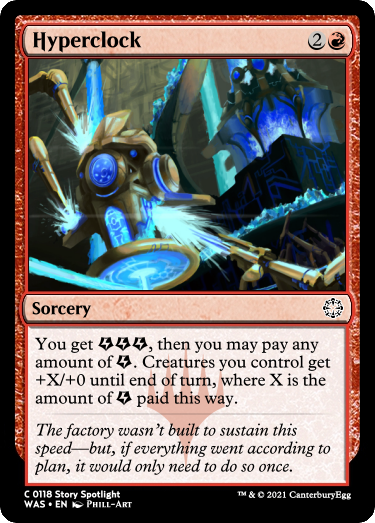 Hyperclock 2
Sorcery
You get , then you may pay any
amount of . Creatures you control get
+X/+0 until end of turn, where X is the
amount of paid this way.
The factory wasn't built to sustain this
speed—but, if everything went according to
plan, it would only need to do so once.
C 0118 Story Spotlight
WAS • EN Phill-Art
™ & © 2021 CanterburyEgg